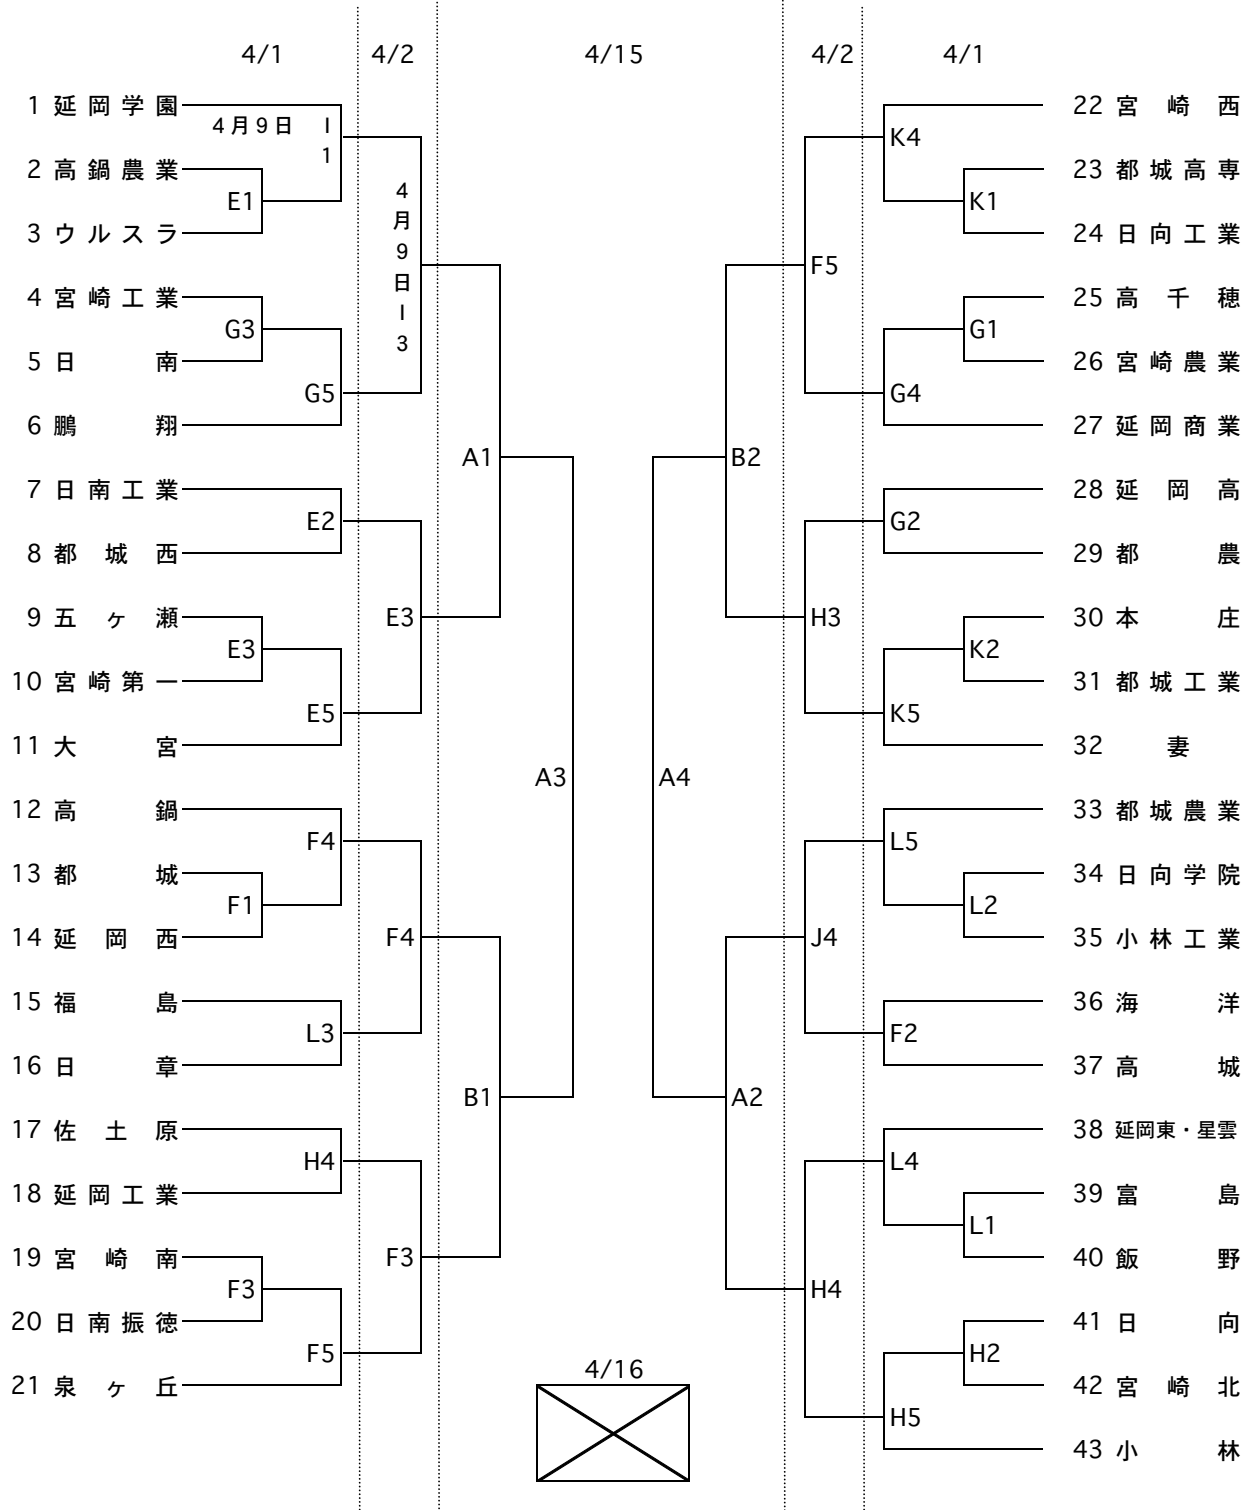 4/1 4/2 4/15 4/2 4/1
1 延岡学園
4月9日 I
1
2 高鍋農業
E1
3 ウルスラ
4 宮崎工業
G3
5 日南
G5
6 鵬翔
4月9日I3
7 日南工業
E2
8 都城西
9 五ヶ瀬
E3
E3
10 宮崎第一
E5
11 大宮
A1
12 高鍋
F4
13 都城
F1
14 延岡西
F4
15 福島
L3
16 日章
17 佐土原
H4
18 延岡工業
19 宮崎南
F3
F3
20 日南振徳
F5
21 泉ヶ丘
B1
A3
A4
4/16
B2
A2
22 宮崎西
K4
23 都城高専
K1
24 日向工業
F5
25 高千穂
G1
26 宮崎農業
G4
27 延岡商業
28 延岡高
G2
29 都農
30 本庄
H3
K2
31 都城工業
K5
32 妻
33 都城農業
L5
34 日向学院
L2
35 小林工業
J4
36 海洋
F2
37 高城
38 延岡東・星雲
L4
39 富島
L1
40 飯野
H4
41 日向
H2
42 宮崎北
H5
43 小林